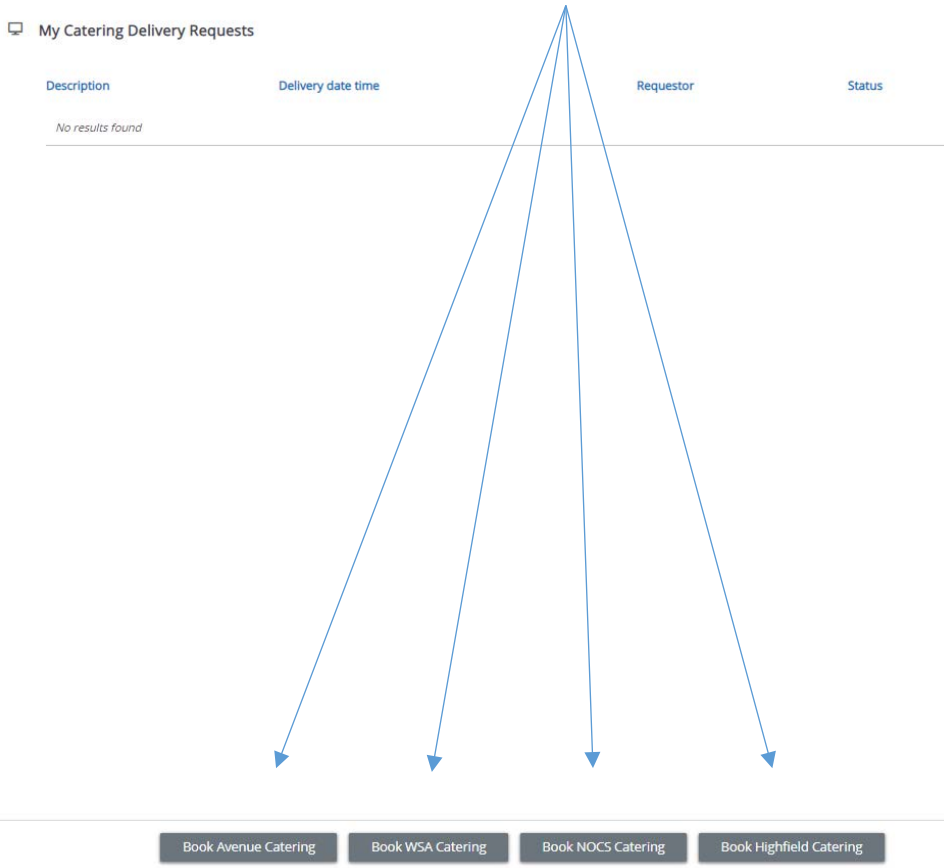 My Catering Delivery Requests
Description Delivery date time Requestor Status
No results found
Book Avenue Catering Book WSA Catering Book NOCS Catering Book Highfield Catering